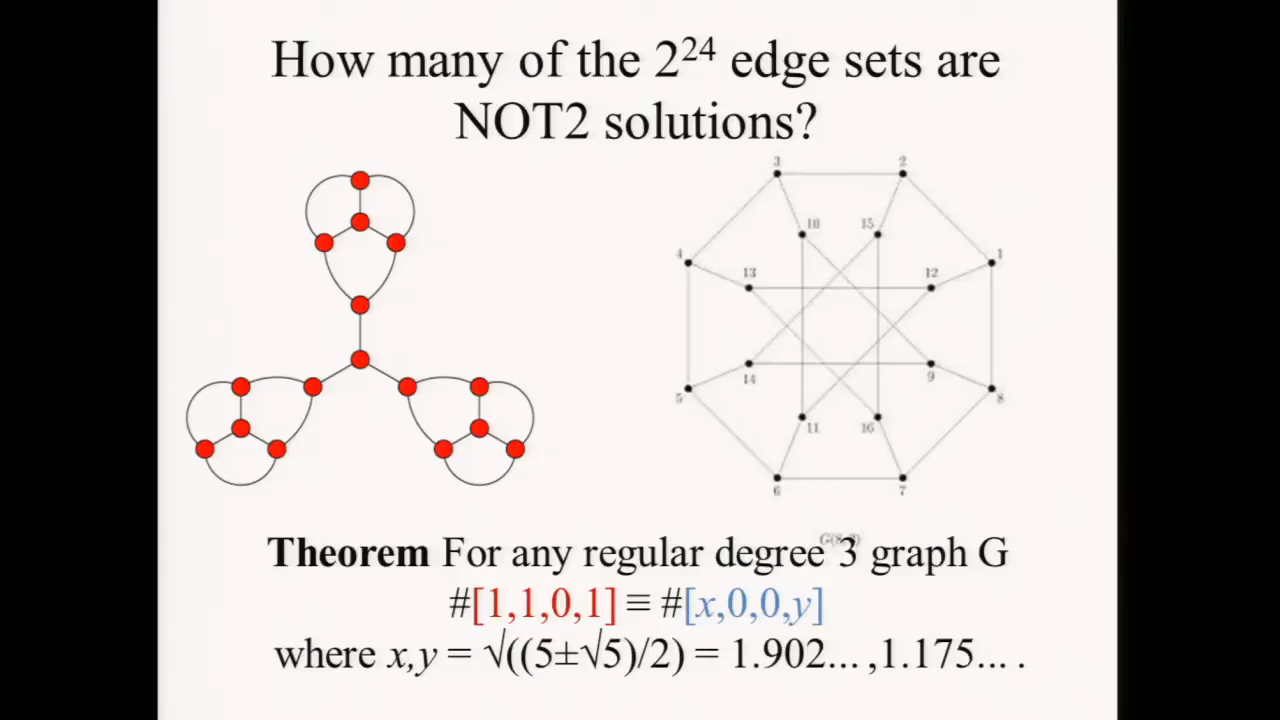 How many of the 2²⁴ edge sets are
NOT2 solutions?
3 2
10 15
4 1
13 12
14 9
5 8
11 16
6 7
Theorem For any regular degree 3 graph G
#[1,1,0,1] ≡ #[x,0,0,y]
where x,y = √((5±√5)/2) = 1.902... ,1.175... .